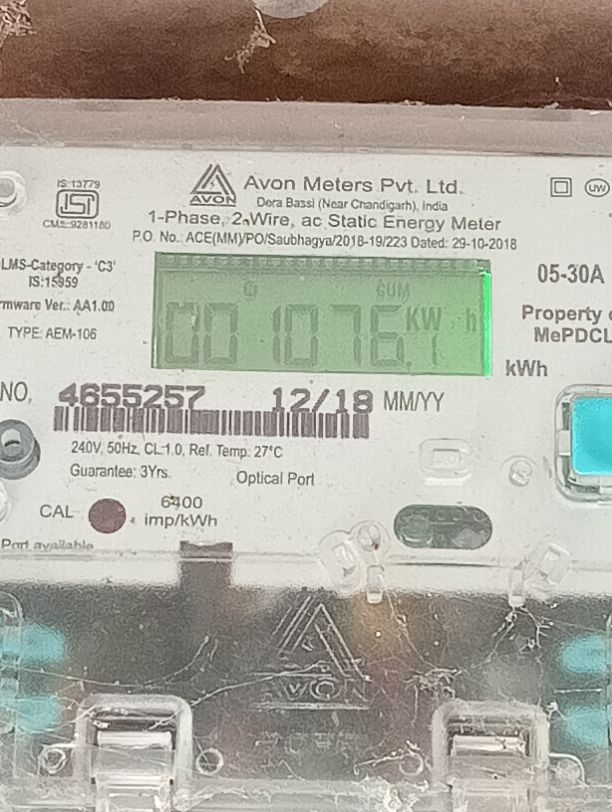 IS 13779
CM/L-9281180
AVON
Avon Meters Pvt. Ltd.
Dera Bassi (Near Chandigarh), India
1-Phase, 2-Wire, ac Static Energy Meter
P.O. No.: ACE(MM)/PO/Saubhagya/2018-19/223 Dated: 29-10-2018
UW
LMS-Category - 'C3'
IS:15959
rmware Ver.: AA1.00
TYPE: AEM-106
CUM
001076.1 KW h
05-30A
Property o
MePDCL
kWh
NO. 4655257 12/18 MM/YY
240V, 50Hz, CL-1.0, Ref. Temp: 27°C
Guarantee: 3Yrs. Optical Port
CAL 6400
imp/kWh
Port available
AVON